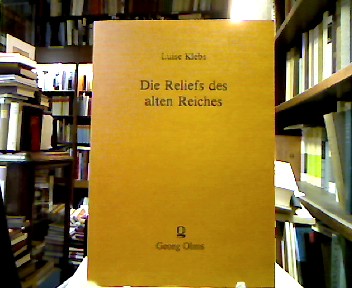 Luise Klebs
Die Reliefs des
alten Reiches
Georg Olms